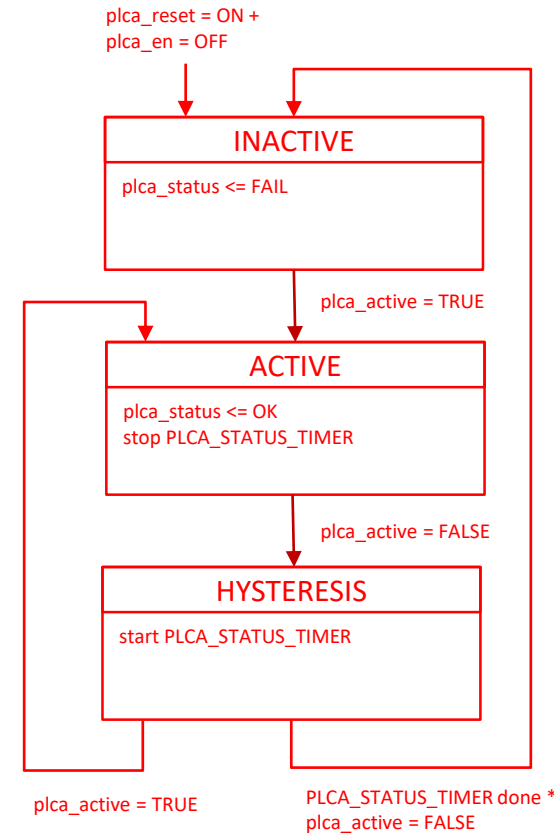 plca_reset = ON +
plca_en = OFF
INACTIVE
plca_status <= FAIL
plca_active = TRUE
ACTIVE
plca_status <= OK
stop PLCA_STATUS_TIMER
plca_active = FALSE
HYSTERESIS
start PLCA_STATUS_TIMER
plca_active = TRUE
PLCA_STATUS_TIMER done *
plca_active = FALSE